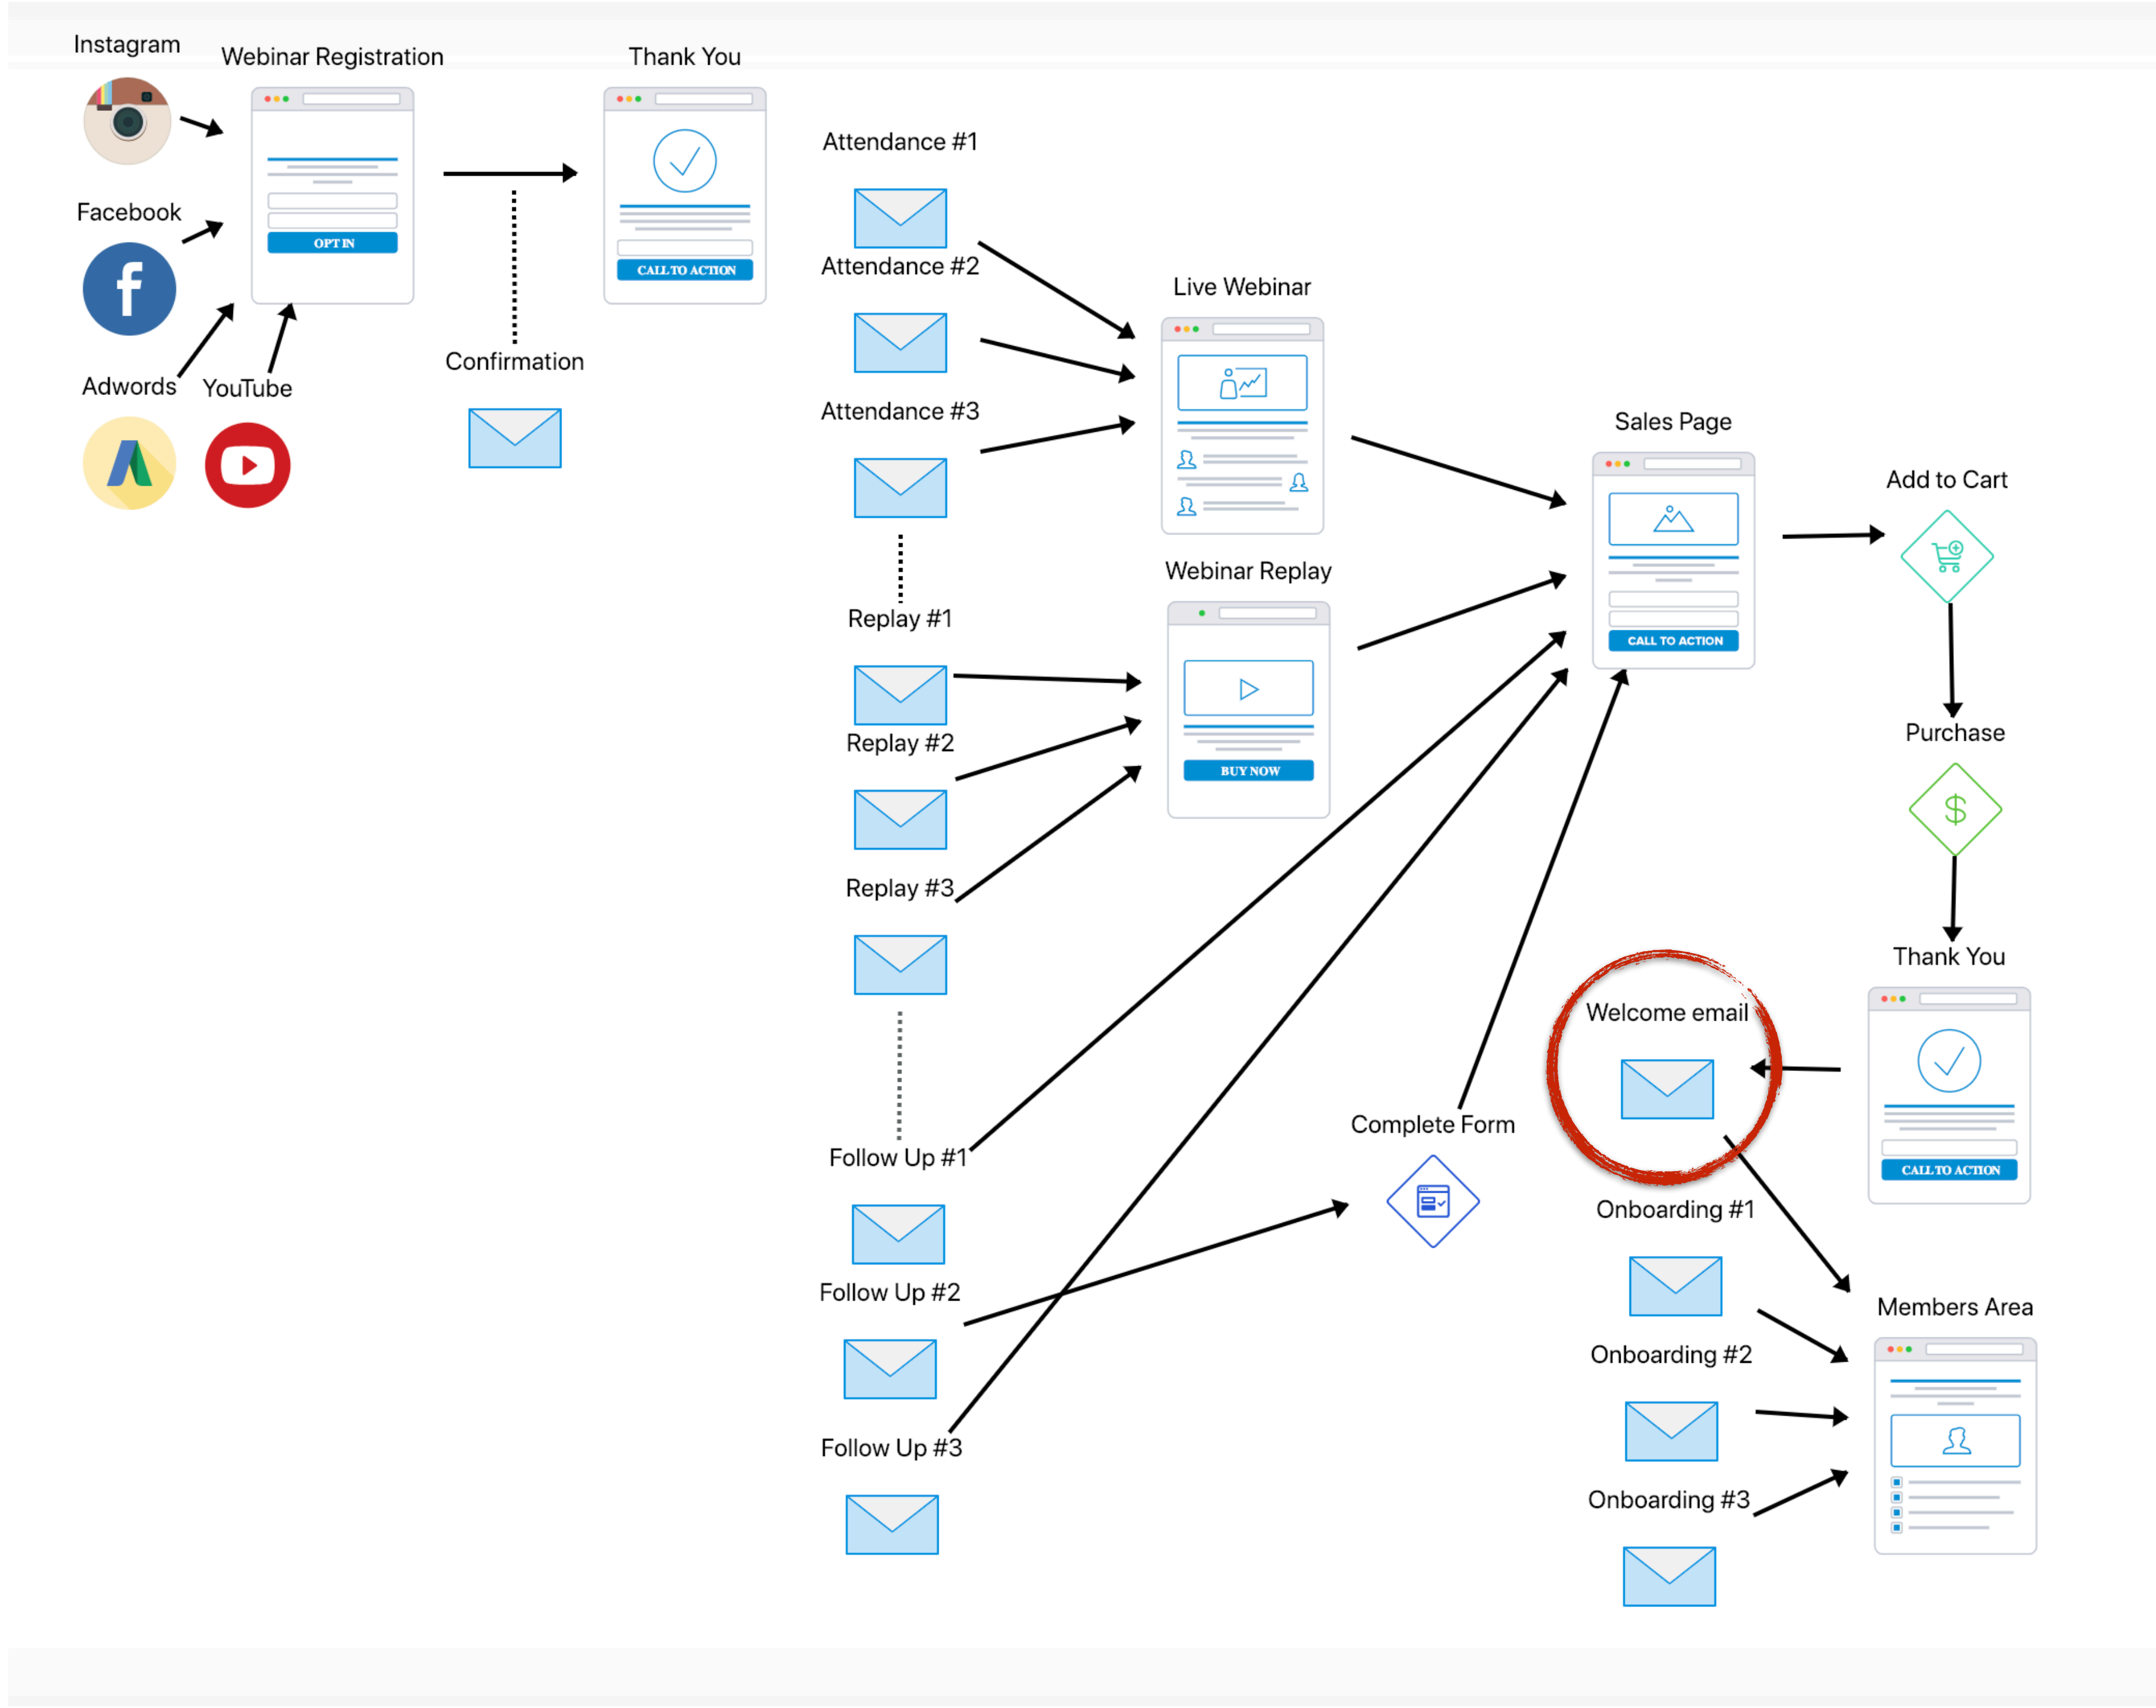 Instagram
Webinar Registration
Thank You
OPT IN
CALL TO ACTION
Facebook
f
Adwords
YouTube
Confirmation
Attendance #1
Attendance #2
Attendance #3
Live Webinar
Replay #1
Replay #2
Replay #3
Webinar Replay
BUY NOW
Sales Page
CALL TO ACTION
Add to Cart
Purchase
$
Thank You
CALL TO ACTION
Welcome email
Follow Up #1
Follow Up #2
Follow Up #3
Complete Form
Onboarding #1
Onboarding #2
Onboarding #3
Members Area